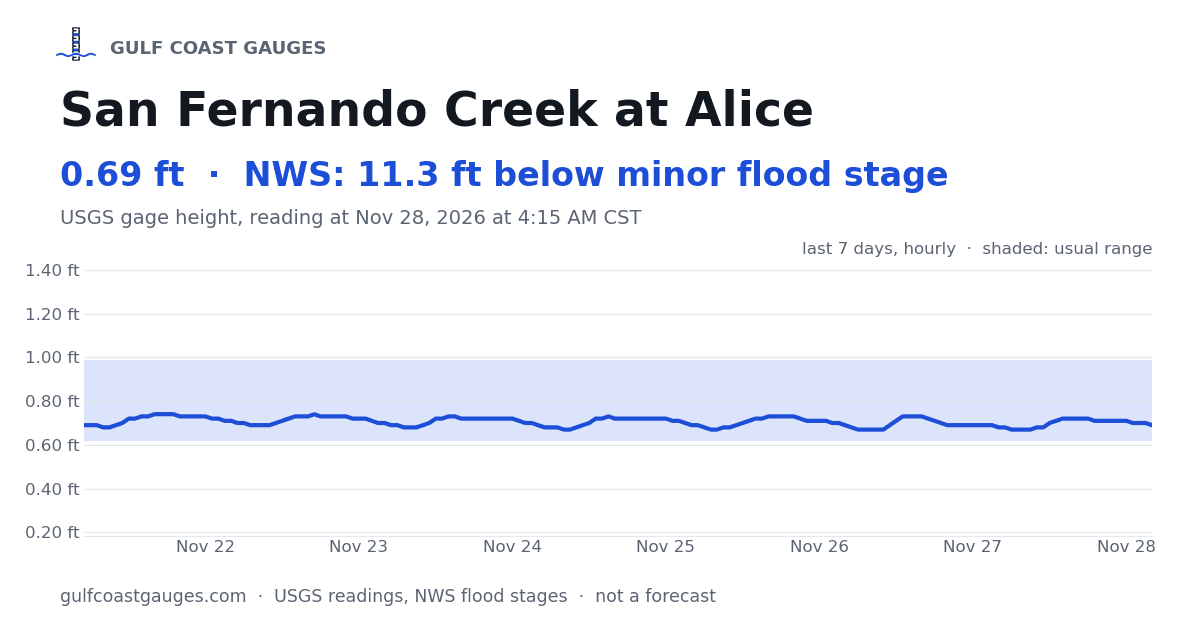 GULF COAST GAUGES
San Fernando Creek at Alice
0.69 ft · NWS: 11.3 ft below minor flood stage
USGS gage height, reading at Nov 28, 2026 at 4:15 AM CST
last 7 days, hourly · shaded: usual range
1.40 ft
1.20 ft
1.00 ft
0.80 ft
0.60 ft
0.40 ft
0.20 ft
Nov 22 Nov 23 Nov 24 Nov 25 Nov 26 Nov 27 Nov 28
gulfcoastgauges.com · USGS readings, NWS flood stages · not a forecast